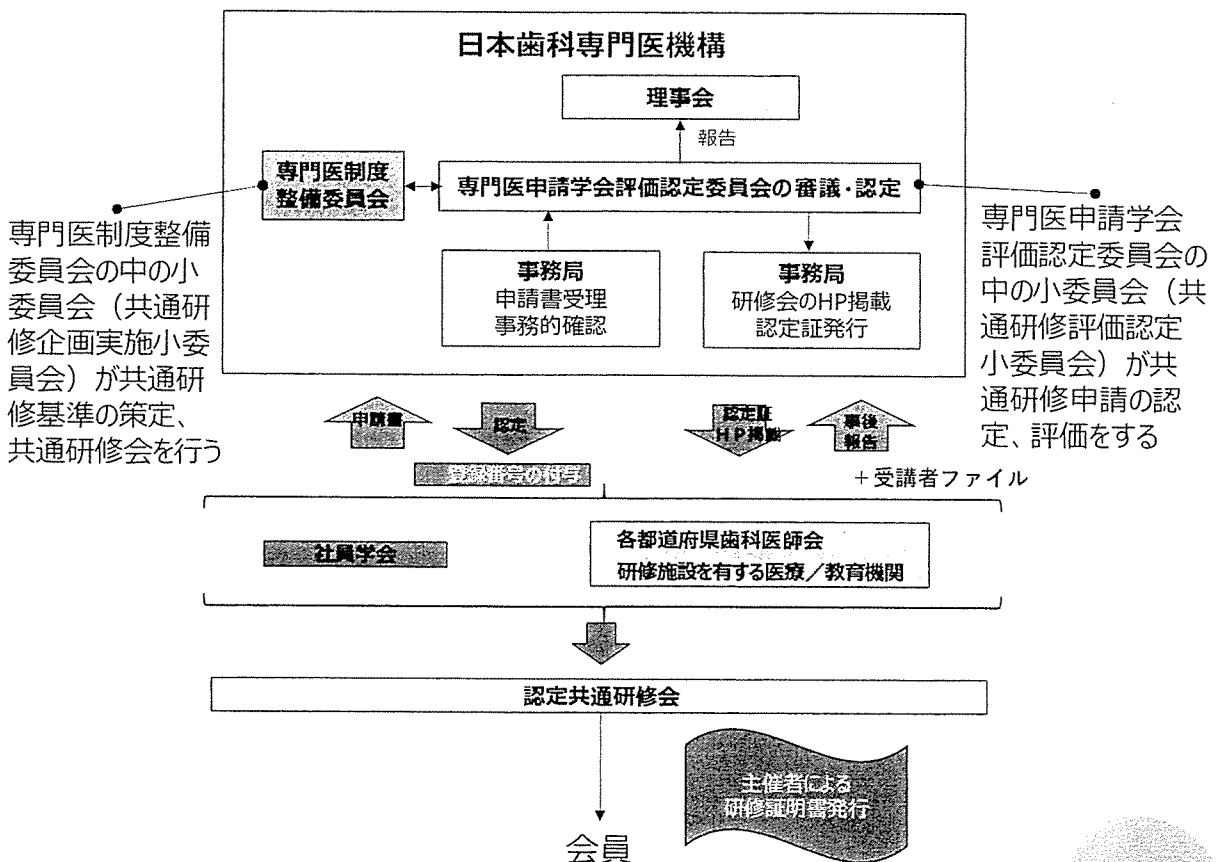 日本歯科専門医機構
理事会
報告
専門医制度
整備委員会
専門医申請学会評価認定委員会の審議・認定
専門医制度整備
委員会の中の小
委員会（共通研
修企画実施小委
員会）が共通研
修基準の策定、
共通研修会を行う
専門医申請学会
評価認定委員会の
中の小委員会（共
通研修評価認定
小委員会）が共
通研修申請の認
定、評価をする
事務局
申請書受理
事務的確認
事務局
研修会のHP掲載
認定証発行
申請書
認定
認定証
HP掲載
事後
報告
登録番号の付与
＋受講者ファイル
社員学会
各都道府県歯科医師会
研修施設を有する医療／教育機関
認定共通研修会
主催者による
研修証明書発行
会員